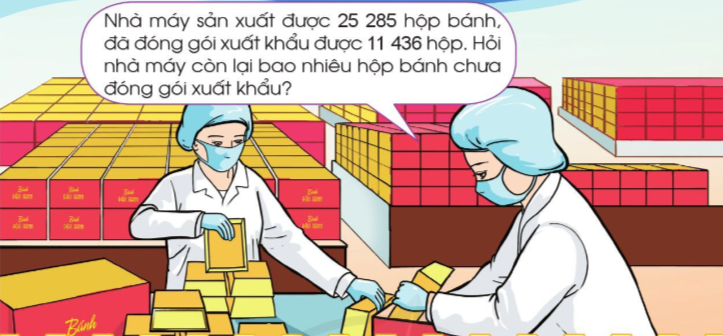 Nhà máy sản xuất được 25 285 hộp bánh,
đã đóng gói xuất khẩu được 11 436 hộp. Hỏi
nhà máy còn lại bao nhiêu hộp bánh chưa
đóng gói xuất khẩu?
Bánh